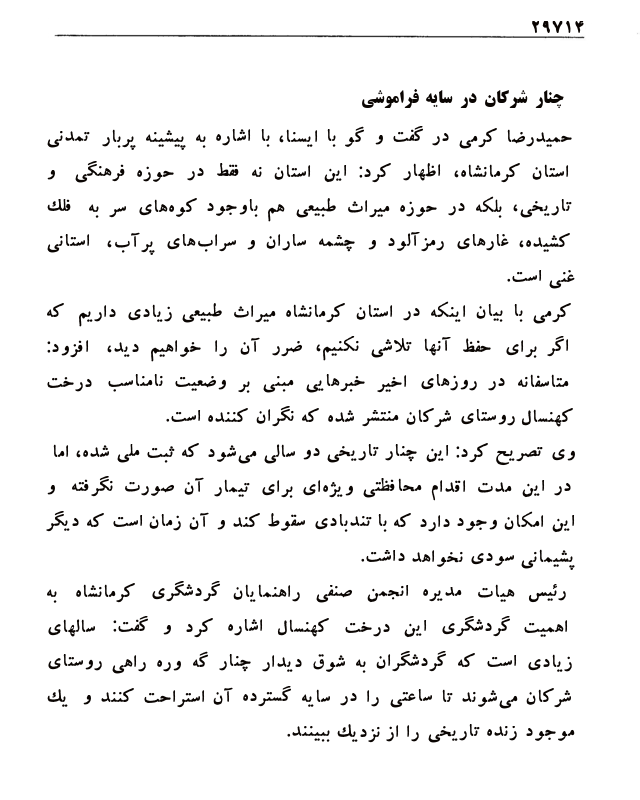 ۲۹۷۱۴
چنار شرکان در سایه فراموشی
حمیدرضا کرمی در گفت و گو با ایسنا، با اشاره به پیشینه پربار تمدنی
استان کرمانشاه، اظهار کرد: این استان نه فقط در حوزه فرهنگی و
تاریخی، بلکه در حوزه میراث طبیعی هم باوجود کوه‌های سر به فلك
کشیده، غارهای رمزآلود و چشمه ساران و سراب‌های پرآب، استانی
غنی است.
کرمی با بیان اینکه در استان کرمانشاه میراث طبیعی زیادی داریم که
اگر برای حفظ آنها تلاشی نکنیم، ضرر آن را خواهیم دید، افزود:
متاسفانه در روزهای اخیر خبرهایی مبنی بر وضعیت نامناسب درخت
کهنسال روستای شرکان منتشر شده که نگران کننده است.
وی تصریح کرد: این چنار تاریخی دو سالی می‌شود که ثبت ملی شده، اما
در این مدت اقدام محافظتی ویژه‌ای برای تیمار آن صورت نگرفته و
این امکان وجود دارد که با تندبادی سقوط کند و آن زمان است که دیگر
پشیمانی سودی نخواهد داشت.
رئیس هیات مدیره انجمن صنفی راهنمایان گردشگری کرمانشاه به
اهمیت گردشگری این درخت کهنسال اشاره کرد و گفت: سالهای
زیادی است که گردشگران به شوق دیدار چنار گه وره راهی روستای
شرکان می‌شوند تا ساعتی را در سایه گسترده آن استراحت کنند و یك
موجود زنده تاریخی را از نزدیك ببینند.